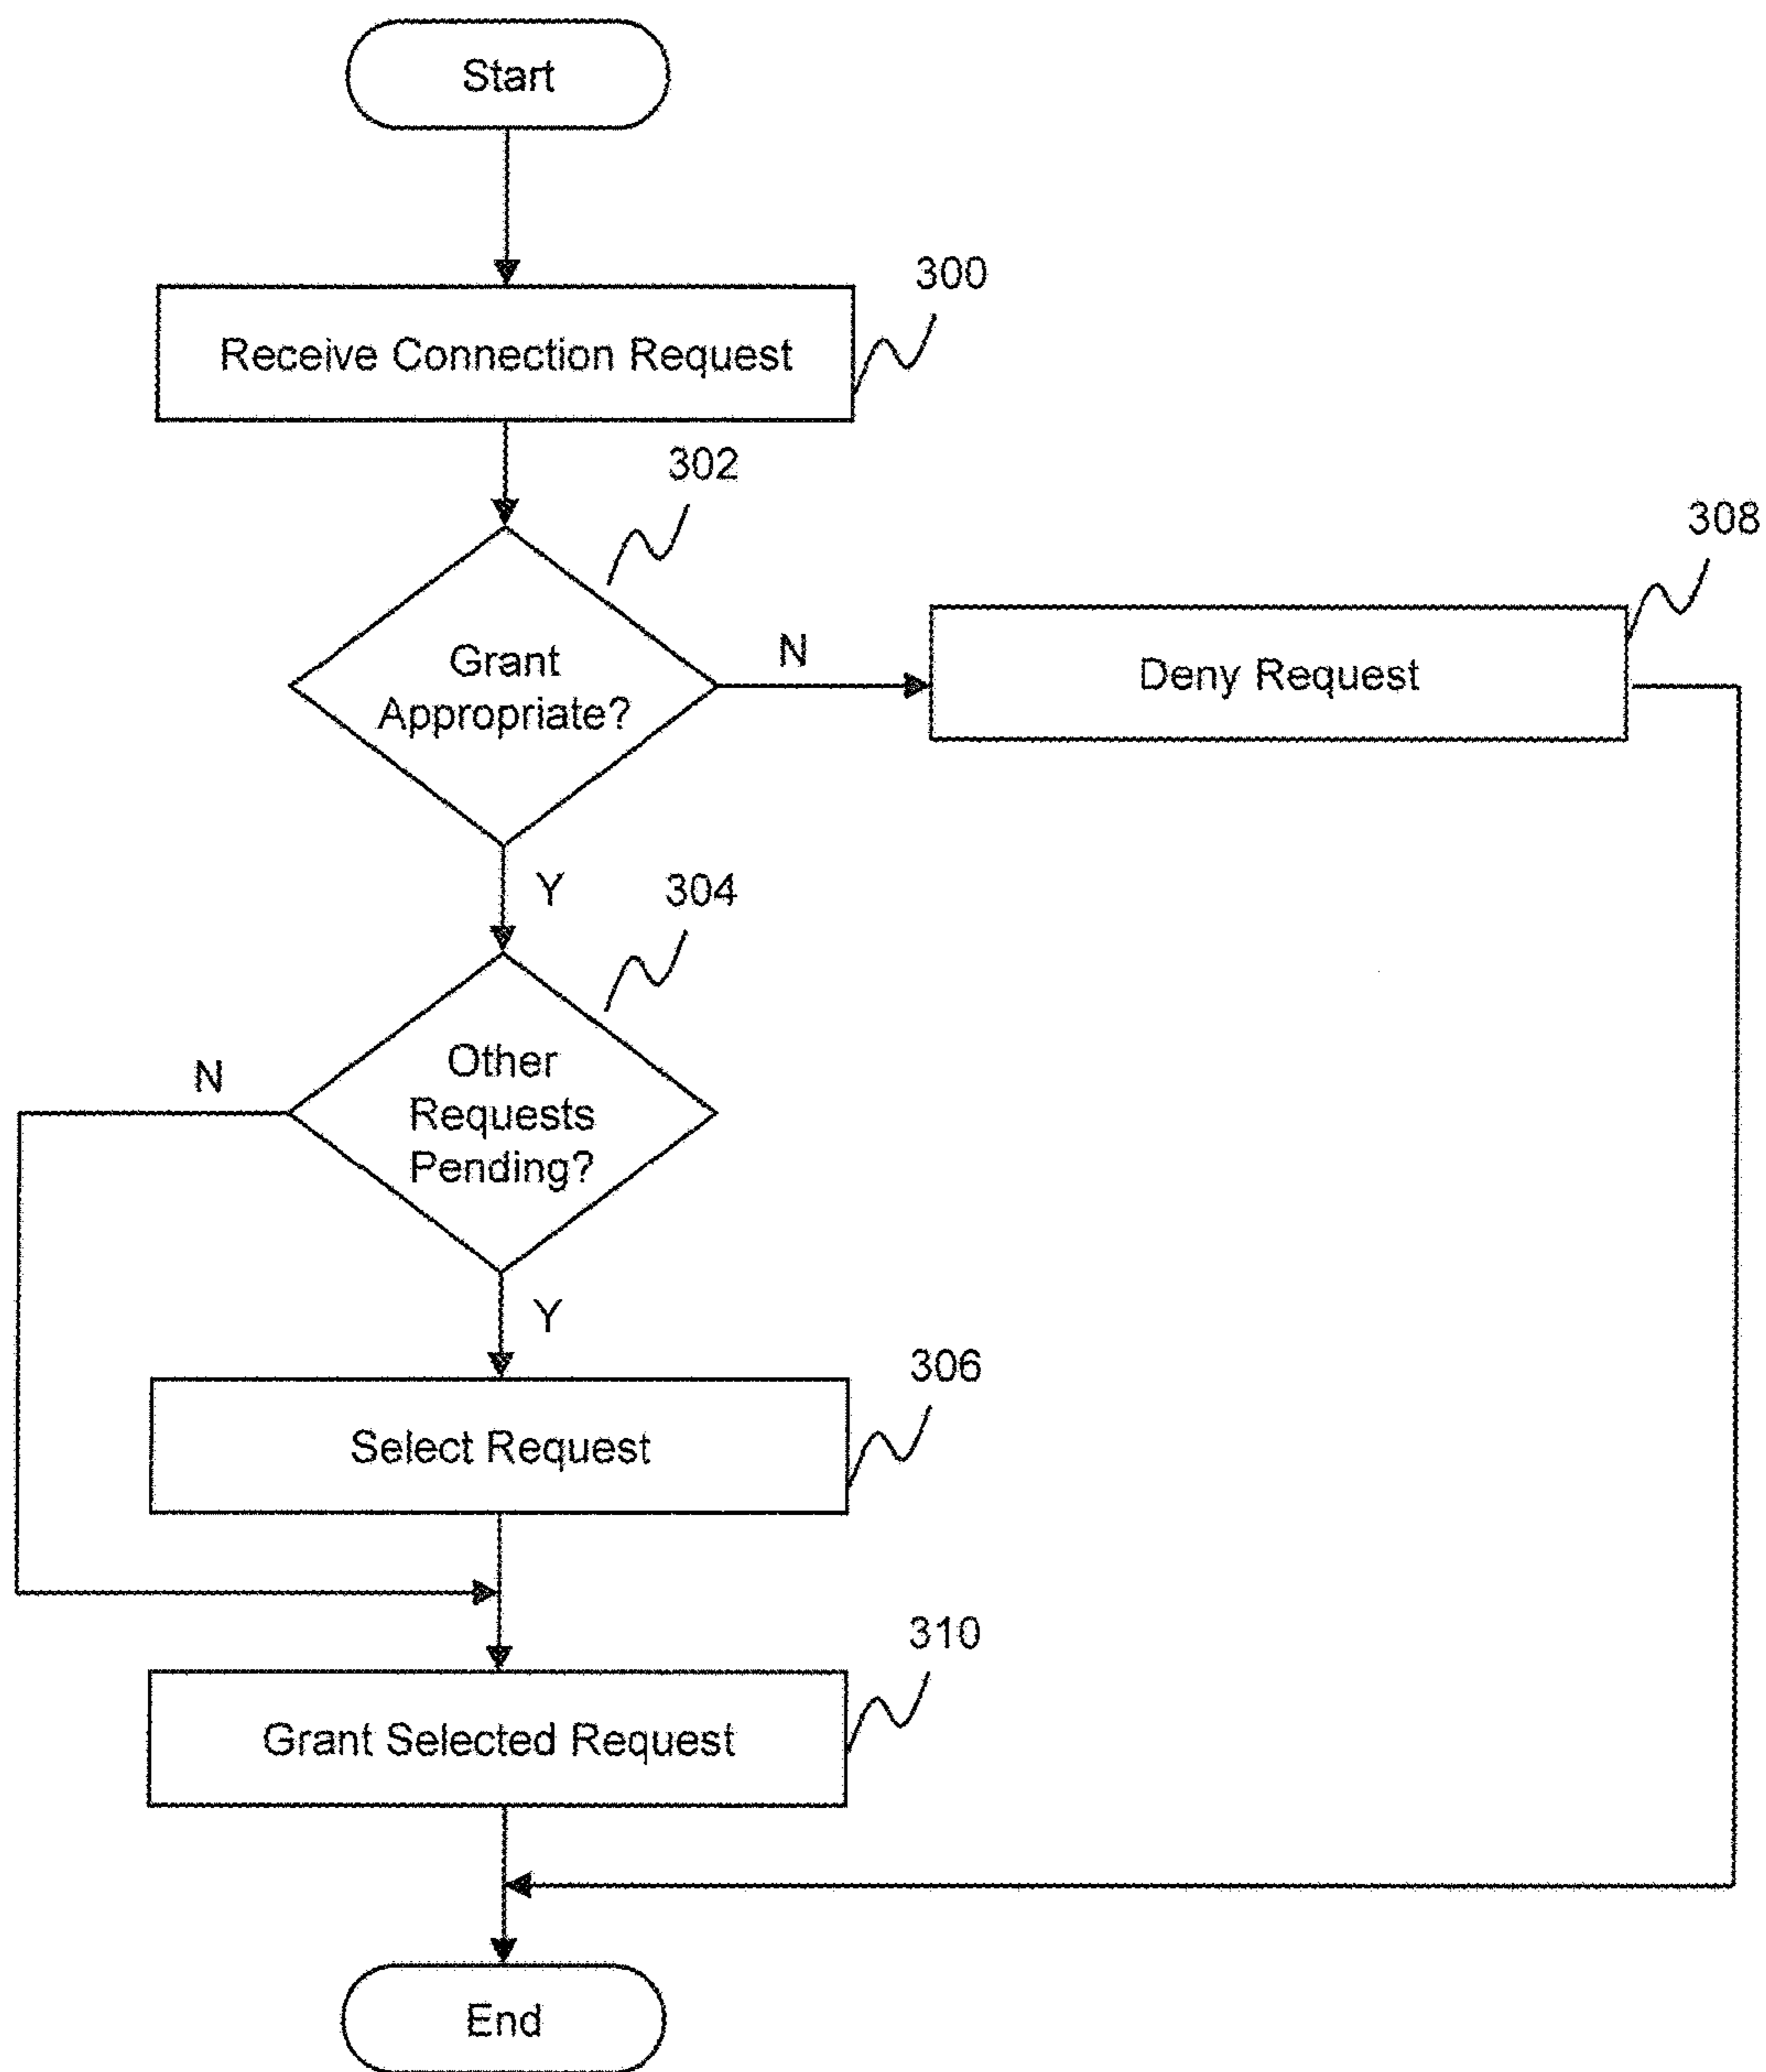 Start
300
Receive Connection Request
302
308
Grant
Appropriate?
N
Deny Request
Y
304
Other
Requests
Pending?
N
Y
306
Select Request
310
Grant Selected Request
End